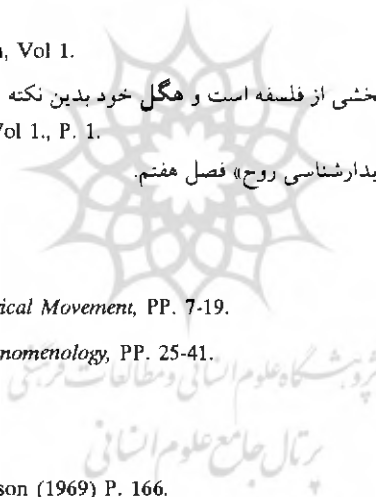 , Vol 1.
خشی از فلسفه است و هگل خود بدین نکته
Vol 1., P. 1.
یدارشناسی روح» فصل هفتم.
ical Movement, PP. 7-19.
nomenology, PP. 25-41.
پژوهشگاه علوم انسانی و مطالعات فرهنگی
پرتال جامع علوم انسانی
son (1969) P. 166.